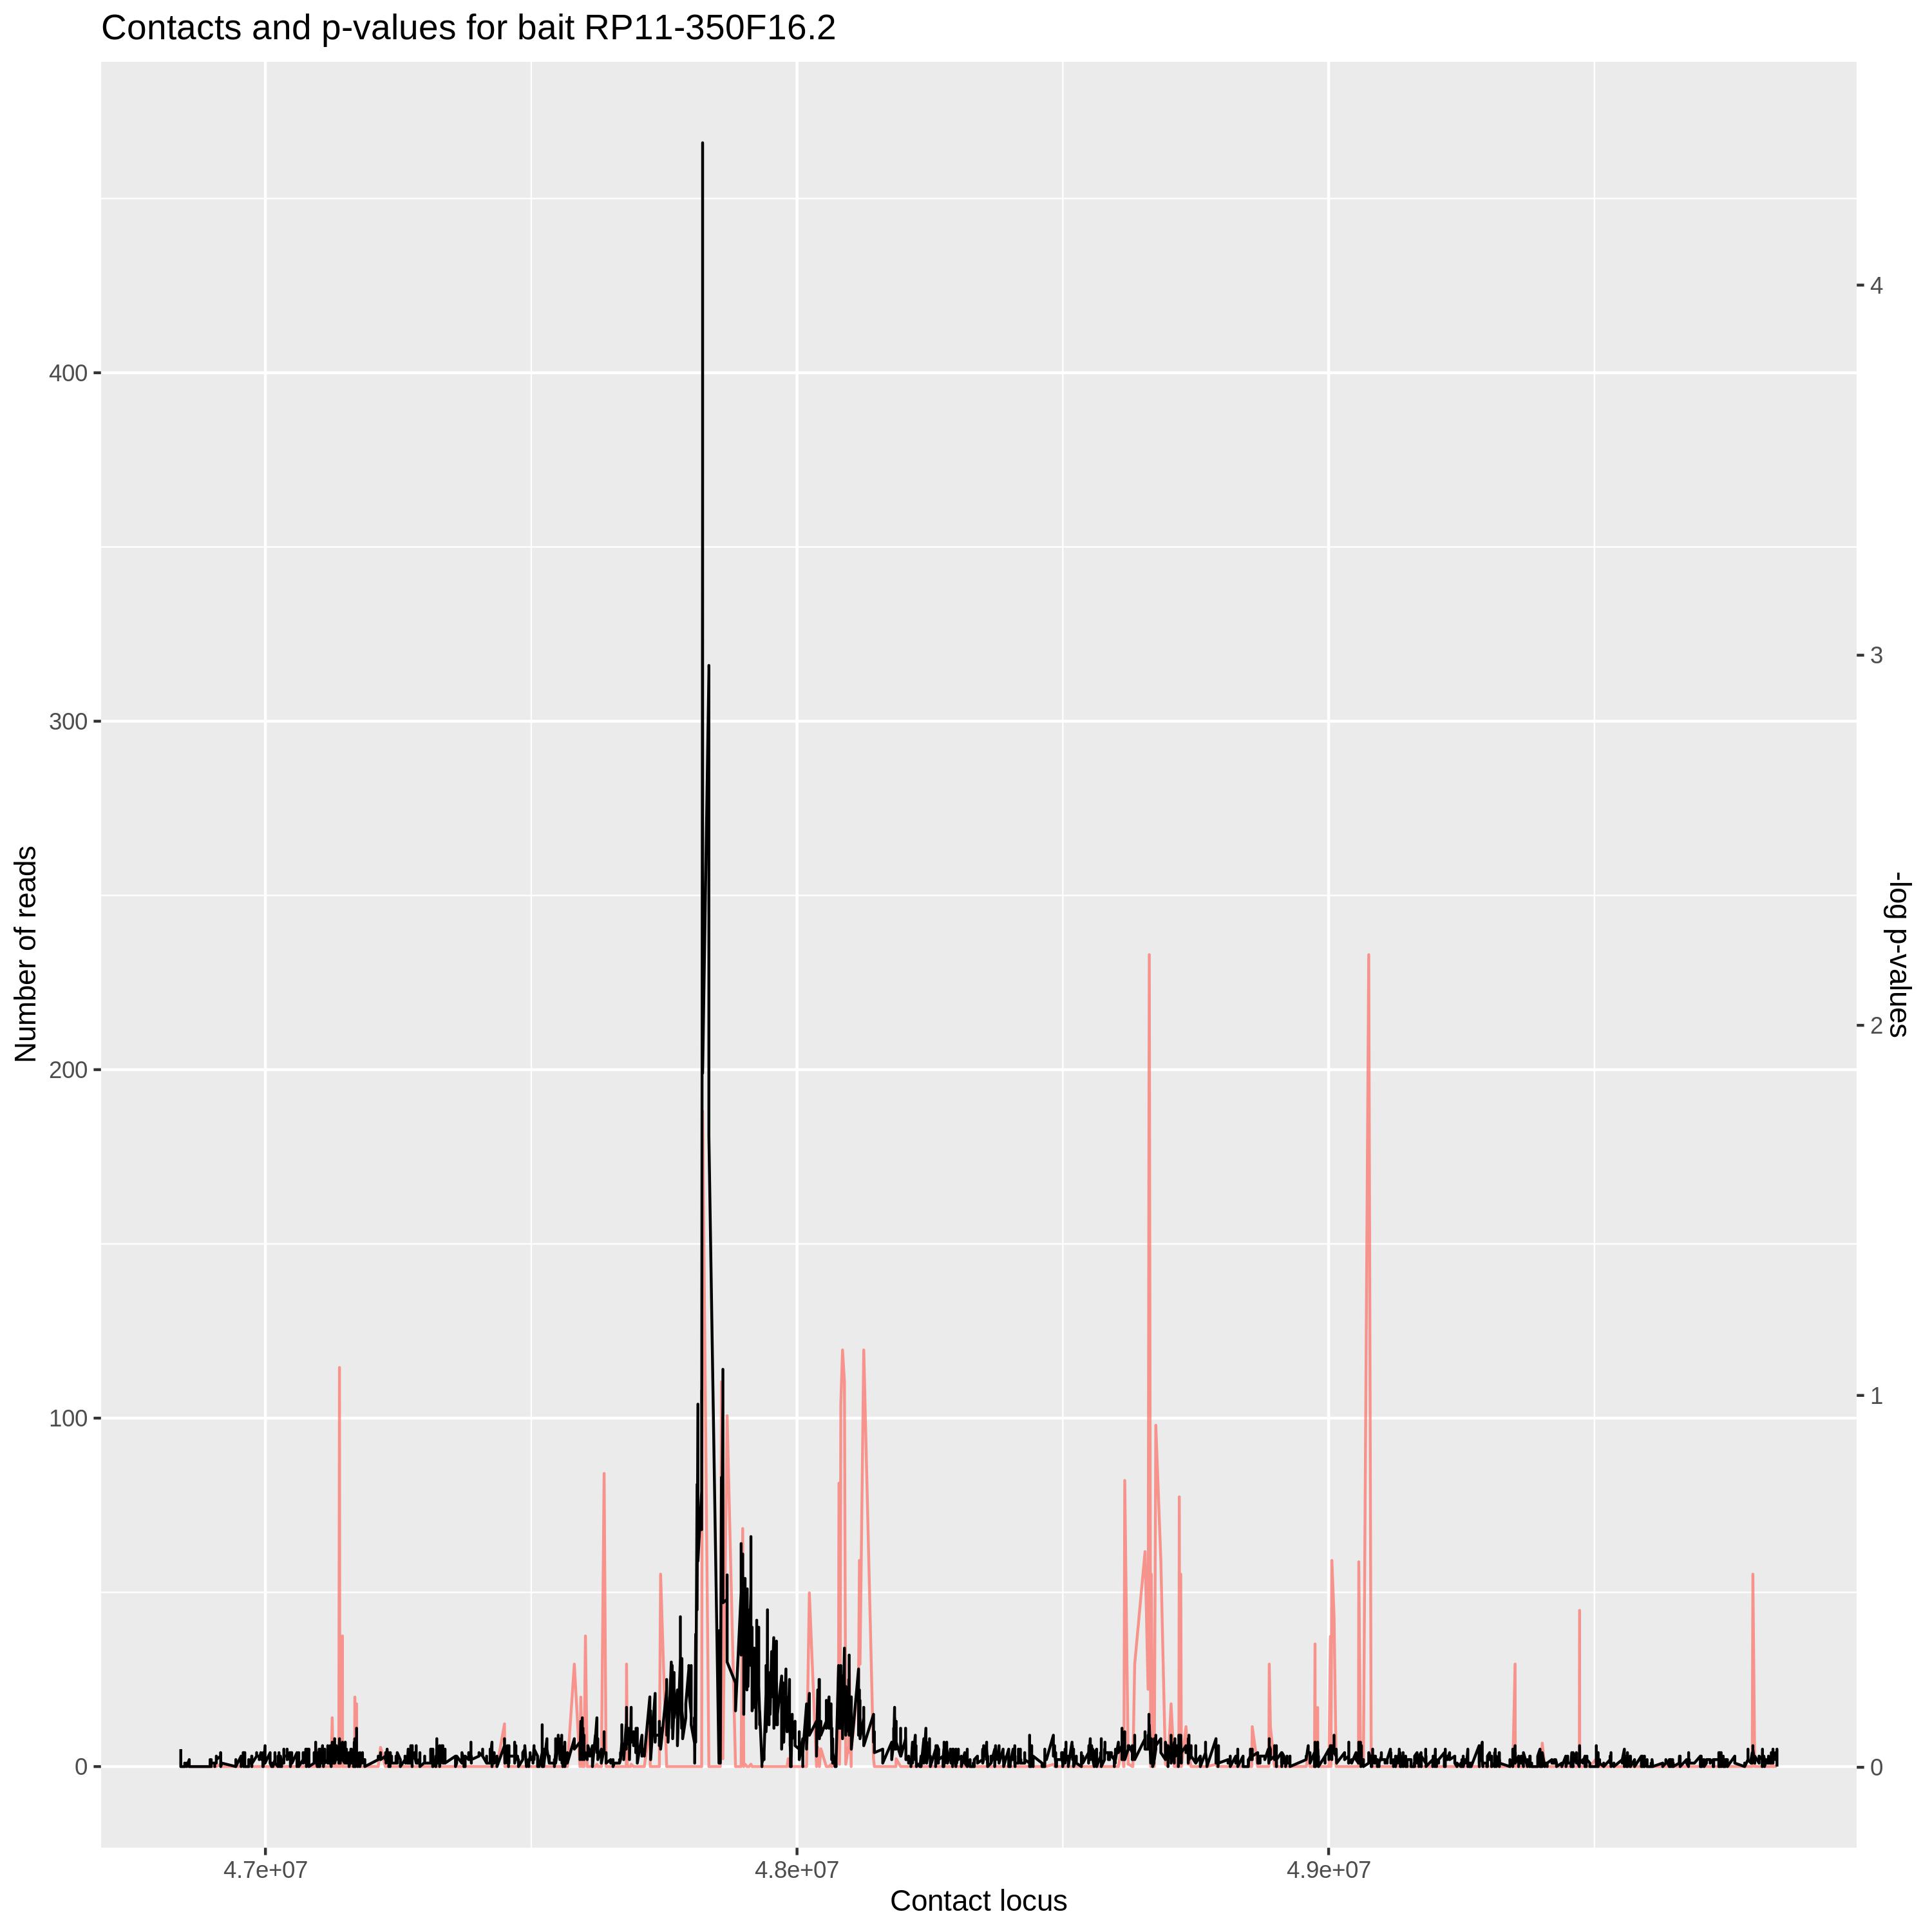 Contacts and p-values for bait RP11-350F16.2
Number of reads
400
300
200
100
0
4
3
2
1
0
-log p-values
4.7e+07
4.8e+07
4.9e+07
Contact locus